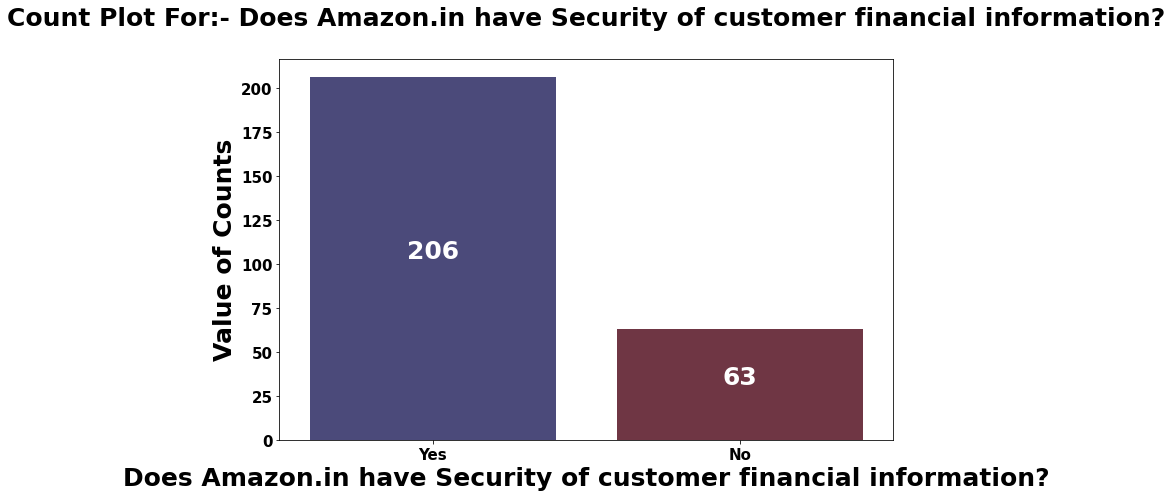 Count Plot For:- Does Amazon.in have Security of customer financial information?
Value of Counts
200
175
150
125
100
75
50
25
0
206
63
Yes No
Does Amazon.in have Security of customer financial information?